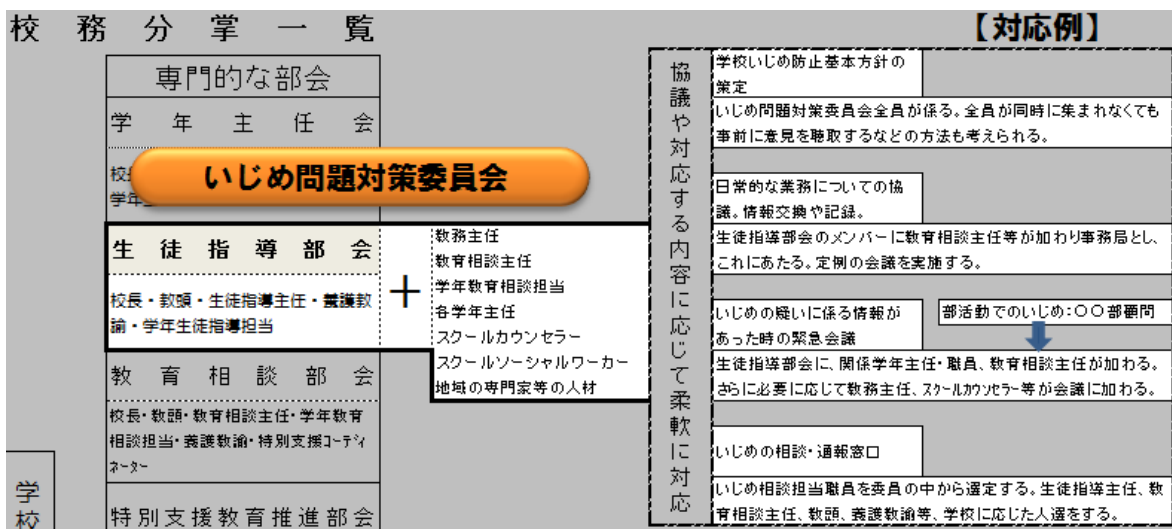 校務分掌一覧
【対応例】
専門的な部会
学年主任会
校
学年主
いじめ問題対策委員会
生徒指導部会
校長・教頭・生徒指導主任・養護教
諭・学年生徒指導担当
＋
教務主任
教育相談主任
学年教育相談担当
各学年主任
スクールカウンセラー
スクールソーシャルワーカー
地域の専門家等の人材
教育相談部会
校長・教頭・教育相談主任・学年教育
相談担当・養護教諭・特別支援コーディ
ネーター
特別支援教育推進部会
学校
協議や対応する内容に応じて柔軟に対応
学校いじめ防止基本方針の
策定
いじめ問題対策委員会全員が係る。全員が同時に集まれなくても
事前に意見を聴取するなどの方法も考えられる。
日常的な業務についての協
議。情報交換や記録。
生徒指導部会のメンバーに教育相談主任等が加わり事務局とし、
これにあたる。定例の会議を実施する。
いじめの疑いに係る情報が
あった時の緊急会議
部活動でのいじめ：〇〇部顧問
生徒指導部会に、関係学年主任・職員、教育相談主任が加わる。
さらに必要に応じて教務主任、スクールカウンセラー等が会議に加わる。
いじめの相談・通報窓口
いじめ相談担当職員を委員の中から選定する。生徒指導主任、教
育相談主任、教頭、養護教諭等、学校に応じた人選をする。